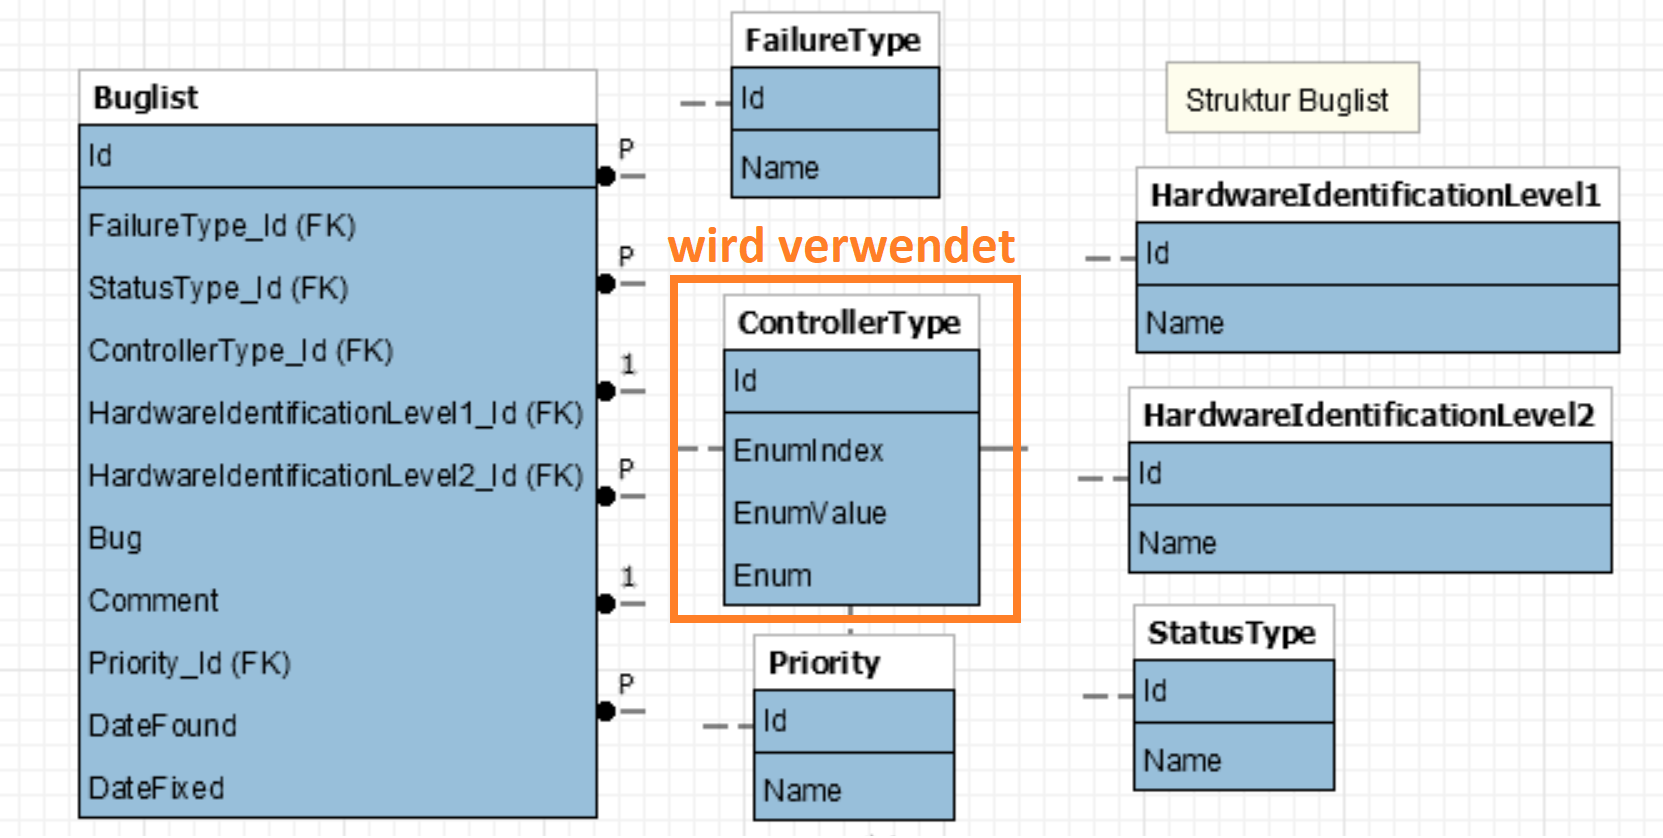 Buglist
Id
FailureType_Id (FK)
StatusType_Id (FK)
ControllerType_Id (FK)
HardwareIdentificationLevel1_Id (FK)
HardwareIdentificationLevel2_Id (FK)
Bug
Comment
Priority_Id (FK)
DateFound
DateFixed
P
P
1
P
1
P
FailureType
Id
Name
wird verwendet
ControllerType
Id
EnumIndex
EnumValue
Enum
Priority
Id
Name
Struktur Buglist
HardwareIdentificationLevel1
Id
Name
HardwareIdentificationLevel2
Id
Name
StatusType
Id
Name